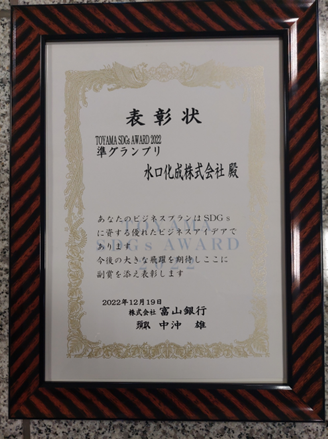 表彰状
TOYAMA SDGs AWARD 2022
準グランプリ
水口化成株式会社 殿
あなたのビジネスプランはSDGs
に資する優れたビジネスアイデアで
あります
今後の大きな飛躍を期待しここに
副賞を添え表彰します
2022年12月19日
株式会社 富山銀行
頭取 中沖 雄